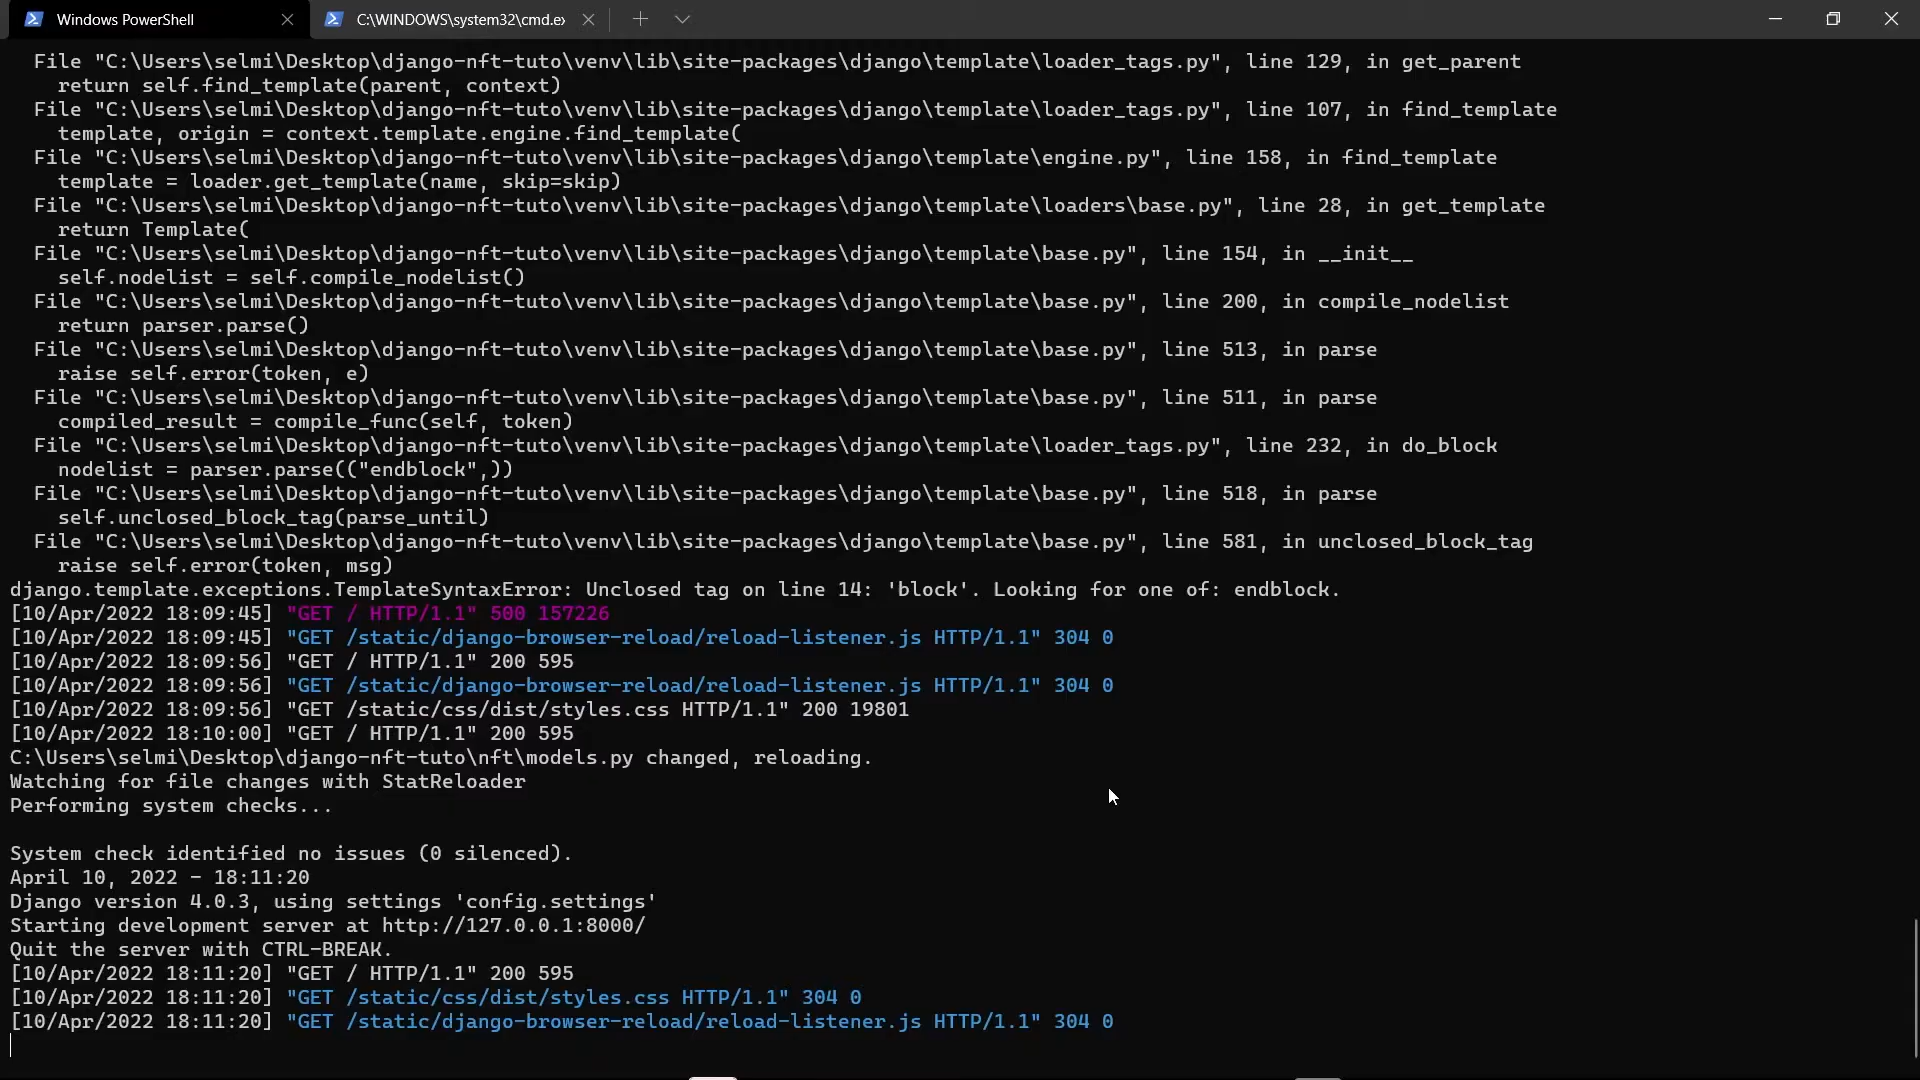 Windows PowerShell
C:\WINDOWS\system32\cmd.ex
File "C:\Users\selmi\Desktop\django-nft-tuto\venv\lib\site-packages\django\template\loader_tags.py", line 129, in get_parent
return self.find_template(parent, context)
File "C:\Users\selmi\Desktop\django-nft-tuto\venv\lib\site-packages\django\template\loader_tags.py", line 107, in find_template
template, origin = context.template.engine.find_template(
File "C:\Users\selmi\Desktop\django-nft-tuto\venv\lib\site-packages\django\template\engine.py", line 158, in find_template
template = loader.get_template(name, skip=skip)
File "C:\Users\selmi\Desktop\django-nft-tuto\venv\lib\site-packages\django\template\loaders\base.py", line 28, in get_template
return Template(
File "C:\Users\selmi\Desktop\django-nft-tuto\venv\lib\site-packages\django\template\base.py", line 154, in __init__
self.nodelist = self.compile_nodelist()
File "C:\Users\selmi\Desktop\django-nft-tuto\venv\lib\site-packages\django\template\base.py", line 200, in compile_nodelist
return parser.parse()
File "C:\Users\selmi\Desktop\django-nft-tuto\venv\lib\site-packages\django\template\base.py", line 513, in parse
raise self.error(token, e)
File "C:\Users\selmi\Desktop\django-nft-tuto\venv\lib\site-packages\django\template\base.py", line 511, in parse
compiled_result = compile_func(self, token)
File "C:\Users\selmi\Desktop\django-nft-tuto\venv\lib\site-packages\django\template\loader_tags.py", line 232, in do_block
nodelist = parser.parse(("endblock",))
File "C:\Users\selmi\Desktop\django-nft-tuto\venv\lib\site-packages\django\template\base.py", line 518, in parse
self.unclosed_block_tag(parse_until)
File "C:\Users\selmi\Desktop\django-nft-tuto\venv\lib\site-packages\django\template\base.py", line 581, in unclosed_block_tag
raise self.error(token, msg)
django.template.exceptions.TemplateSyntaxError: Unclosed tag on line 14: 'block'. Looking for one of: endblock.
[10/Apr/2022 18:09:45] "GET / HTTP/1.1" 500 157226
[10/Apr/2022 18:09:45] "GET /static/django-browser-reload/reload-listener.js HTTP/1.1" 304 0
[10/Apr/2022 18:09:56] "GET / HTTP/1.1" 200 595
[10/Apr/2022 18:09:56] "GET /static/django-browser-reload/reload-listener.js HTTP/1.1" 304 0
[10/Apr/2022 18:09:56] "GET /static/css/dist/styles.css HTTP/1.1" 200 19801
[10/Apr/2022 18:10:00] "GET / HTTP/1.1" 200 595
C:\Users\selmi\Desktop\django-nft-tuto\nft\models.py changed, reloading.
Watching for file changes with StatReloader
Performing system checks...
System check identified no issues (0 silenced).
April 10, 2022 - 18:11:20
Django version 4.0.3, using settings 'config.settings'
Starting development server at http://127.0.0.1:8000/
Quit the server with CTRL-BREAK.
[10/Apr/2022 18:11:20] "GET / HTTP/1.1" 200 595
[10/Apr/2022 18:11:20] "GET /static/css/dist/styles.css HTTP/1.1" 304 0
[10/Apr/2022 18:11:20] "GET /static/django-browser-reload/reload-listener.js HTTP/1.1" 304 0